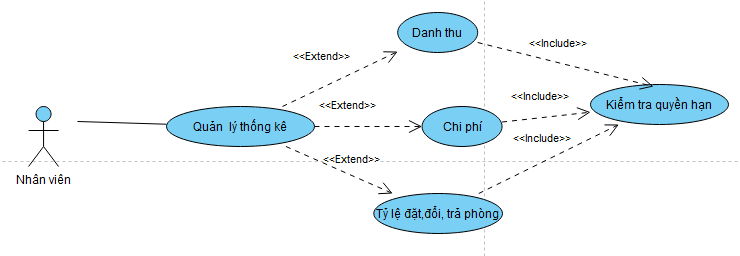 Danh thu
<<Extend>>
<<Include>>
<<Include>>
Kiểm tra quyền hạn
<<Extend>>
Quản lý thống kê
Chi phí
<<Include>>
<<Extend>>
Nhân viên
Tỷ lệ đặt,đổi, trả phòng